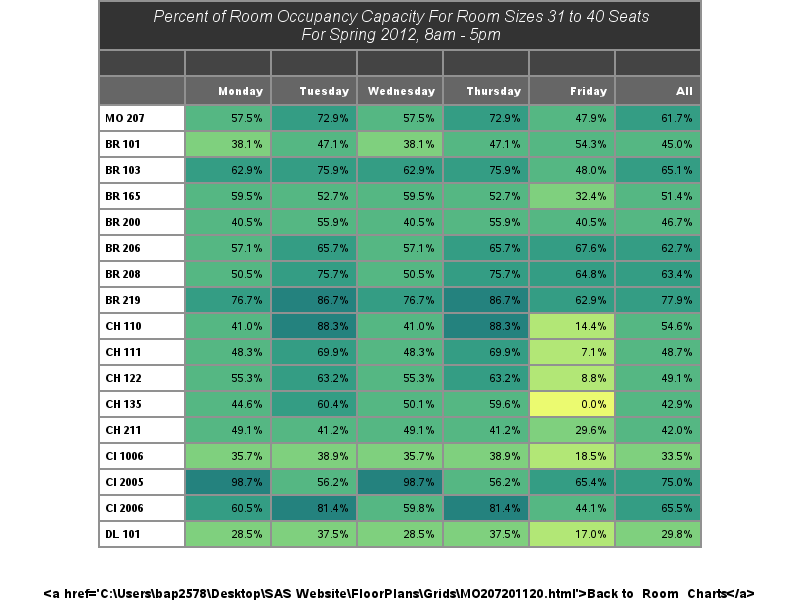 Percent of Room Occupancy Capacity For Room Sizes 31 to 40 Seats
For Spring 2012, 8am - 5pm
Monday Tuesday Wednesday Thursday Friday All
MO 207 57.5% 72.9% 57.5% 72.9% 47.9% 61.7%
BR 101 38.1% 47.1% 38.1% 47.1% 54.3% 45.0%
BR 103 62.9% 75.9% 62.9% 75.9% 48.0% 65.1%
BR 165 59.5% 52.7% 59.5% 52.7% 32.4% 51.4%
BR 200 40.5% 55.9% 40.5% 55.9% 40.5% 46.7%
BR 206 57.1% 65.7% 57.1% 65.7% 67.6% 62.7%
BR 208 50.5% 75.7% 50.5% 75.7% 64.8% 63.4%
BR 219 76.7% 86.7% 76.7% 86.7% 62.9% 77.9%
CH 110 41.0% 88.3% 41.0% 88.3% 14.4% 54.6%
CH 111 48.3% 69.9% 48.3% 69.9% 7.1% 48.7%
CH 122 55.3% 63.2% 55.3% 63.2% 8.8% 49.1%
CH 135 44.6% 60.4% 50.1% 59.6% 0.0% 42.9%
CH 211 49.1% 41.2% 49.1% 41.2% 29.6% 42.0%
CI 1006 35.7% 38.9% 35.7% 38.9% 18.5% 33.5%
CI 2005 98.7% 56.2% 98.7% 56.2% 65.4% 75.0%
CI 2006 60.5% 81.4% 59.8% 81.4% 44.1% 65.5%
DL 101 28.5% 37.5% 28.5% 37.5% 17.0% 29.8%
<a href='C:\Users\bap2578\Desktop\SAS Website\FloorPlans\Grids\MO207201120.html'>Back to Room Charts</a>